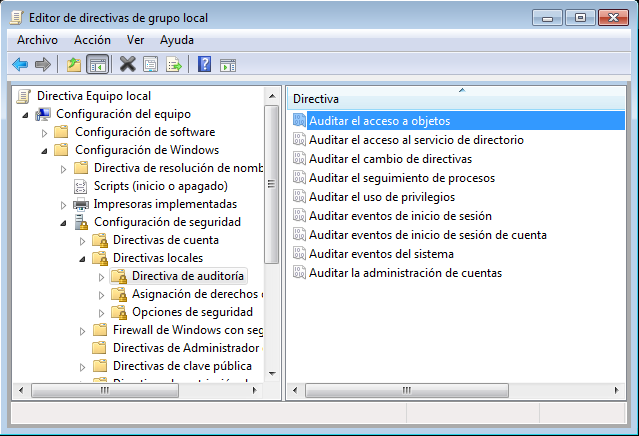 Editor de directivas de grupo local
Archivo Acción Ver Ayuda
Directiva Equipo local
Configuración del equipo
Configuración de software
Configuración de Windows
Directiva de resolución de nomb
Scripts (inicio o apagado)
Impresoras implementadas
Configuración de seguridad
Directivas de cuenta
Directivas locales
Directiva de auditoría
Asignación de derechos
Opciones de seguridad
Firewall de Windows con seg
Directivas de Administrador
Directivas de clave pública
Directiva
Auditar el acceso a objetos
Auditar el acceso al servicio de directorio
Auditar el cambio de directivas
Auditar el seguimiento de procesos
Auditar el uso de privilegios
Auditar eventos de inicio de sesión
Auditar eventos de inicio de sesión de cuenta
Auditar eventos del sistema
Auditar la administración de cuentas